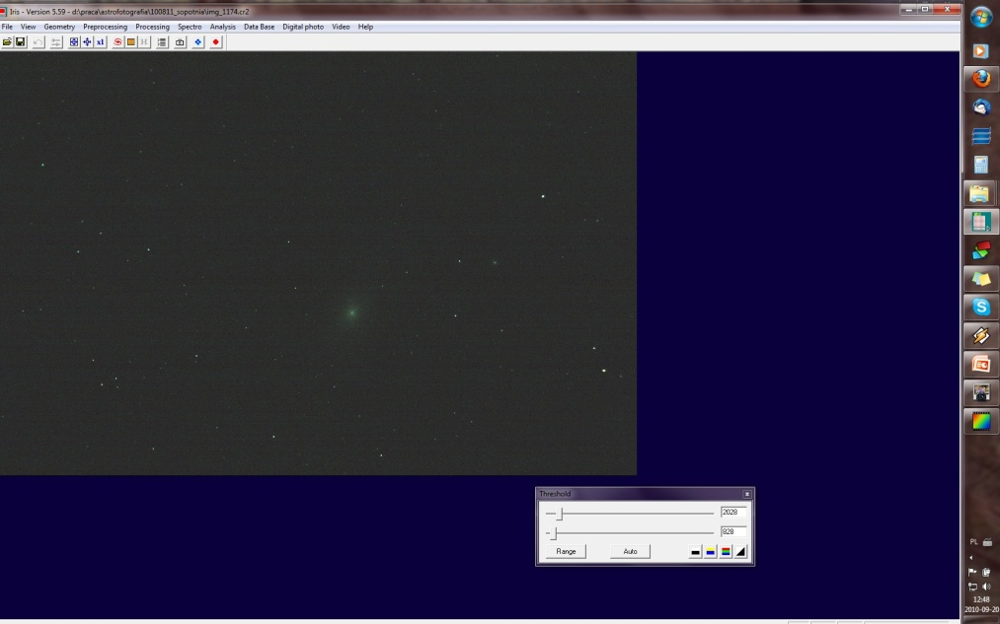 Iris - Version 5.59 - d:\praca\astrofotografia\100811_sopotnia\img_1174.cr2
File View Geometry Preprocessing Processing Spectro Analysis Data Base Digital photo Video Help
x1 S H
Threshold
2028
828
Range Auto
PL
12:48
2010-09-20